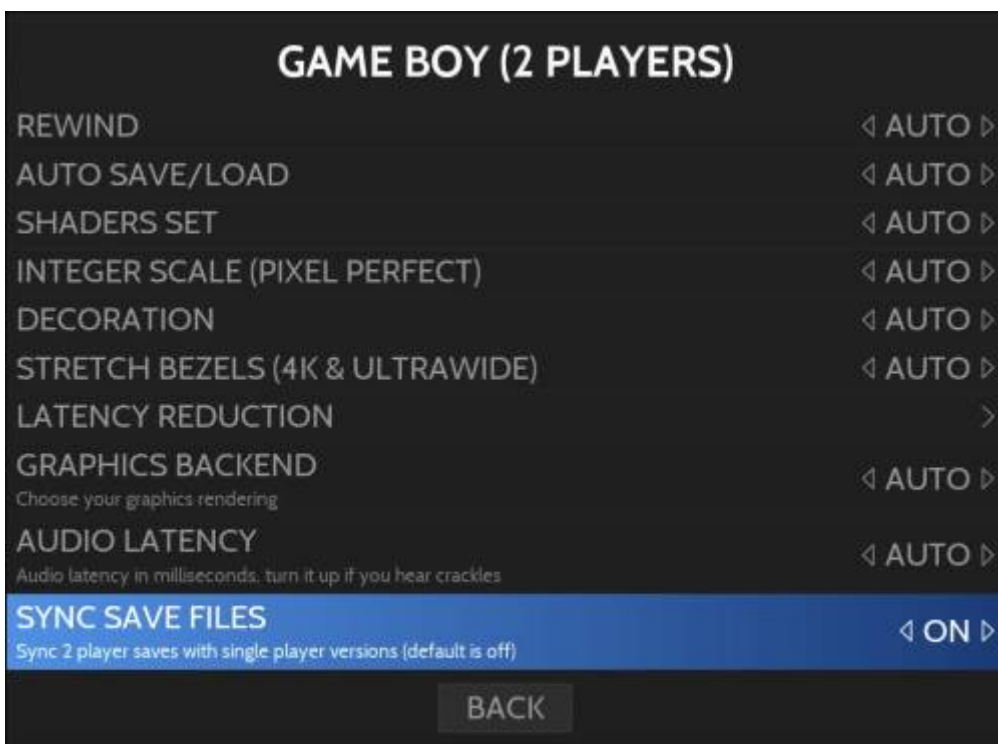 GAME BOY (2 PLAYERS)
REWIND AUTO
AUTO SAVE/LOAD AUTO
SHADERS SET AUTO
INTEGER SCALE (PIXEL PERFECT) AUTO
DECORATION AUTO
STRETCH BEZELS (4K & ULTRAWIDE) AUTO
LATENCY REDUCTION
GRAPHICS BACKEND AUTO
Choose your graphics rendering
AUDIO LATENCY AUTO
Audio latency in milliseconds, turn it up if you hear crackles
SYNC SAVE FILES ON
Sync 2 player saves with single player versions (default is off)
BACK